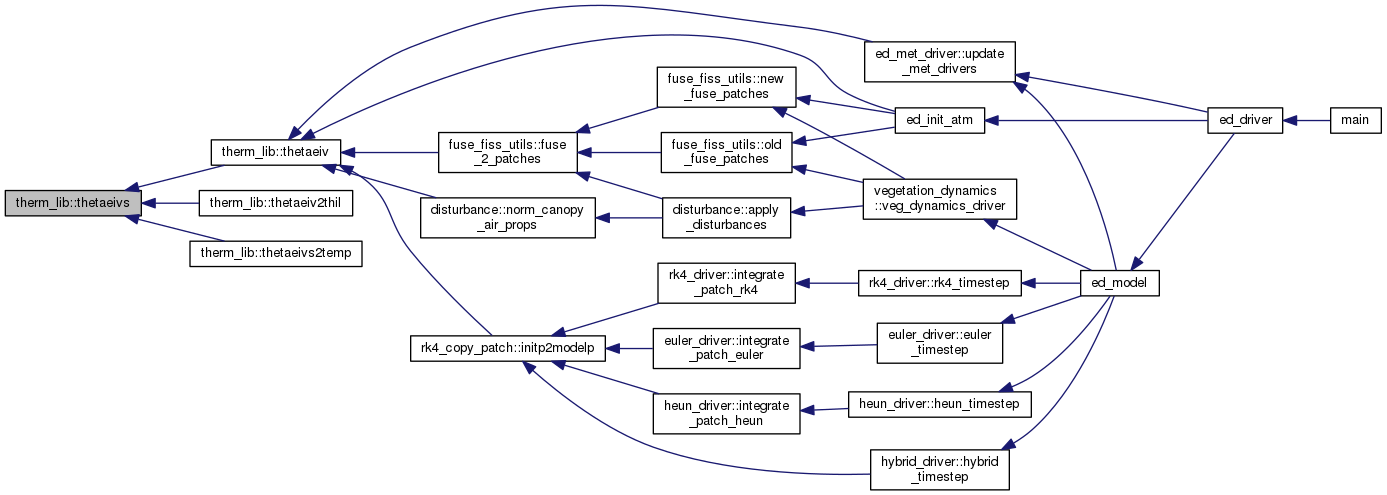 therm_lib::thetaeivs
therm_lib::thetaeiv
therm_lib::thetaeiv2thil
therm_lib::thetaeivs2temp
fuse_fiss_utils::fuse
_2_patches
disturbance::norm_canopy
_air_props
rk4_copy_patch::initp2modelp
fuse_fiss_utils::new
_fuse_patches
fuse_fiss_utils::old
_fuse_patches
disturbance::apply
_disturbances
rk4_driver::integrate
_patch_rk4
euler_driver::integrate
_patch_euler
heun_driver::integrate
_patch_heun
ed_met_driver::update
_met_drivers
ed_init_atm
vegetation_dynamics
::veg_dynamics_driver
rk4_driver::rk4_timestep
euler_driver::euler
_timestep
heun_driver::heun_timestep
hybrid_driver::hybrid
_timestep
ed_model
ed_driver
main